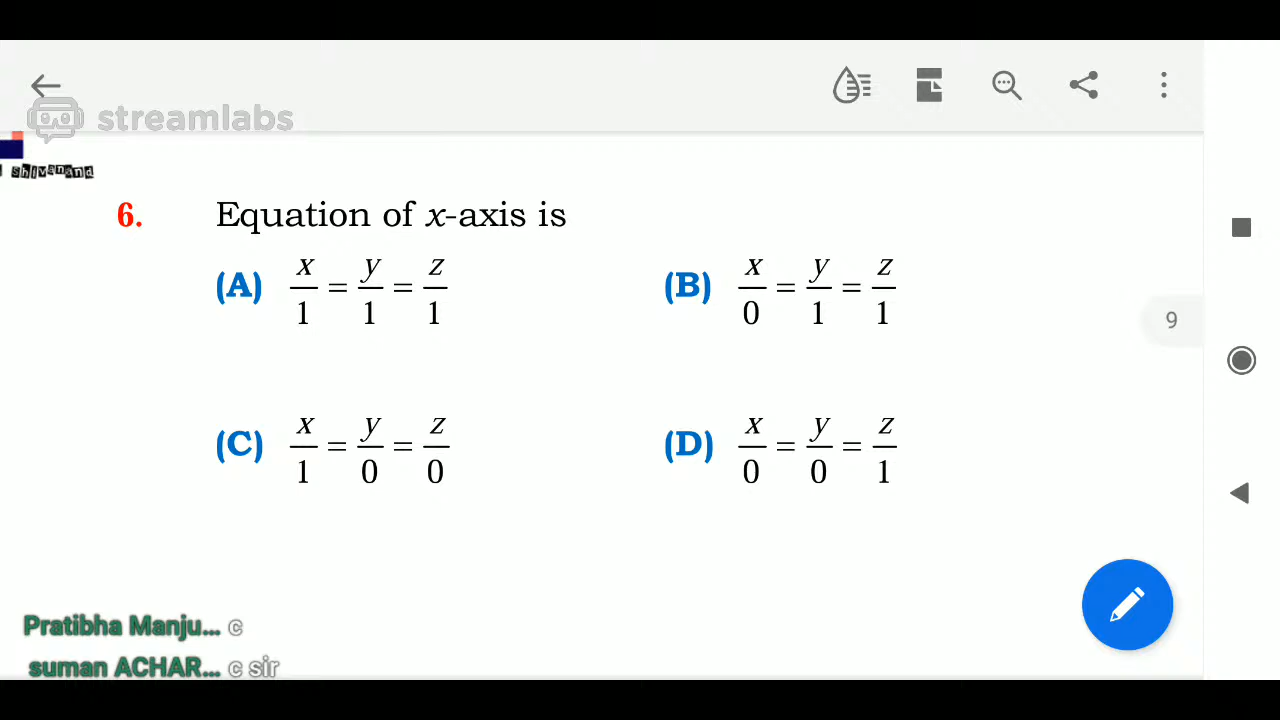 streamlabs
shivanand
6. Equation of x-axis is
(A) x/1 = y/1 = z/1 (B) x/0 = y/1 = z/1
9
(C) x/1 = y/0 = z/0 (D) x/0 = y/0 = z/1
Pratibha Manju... c
suman ACHAR... c sir